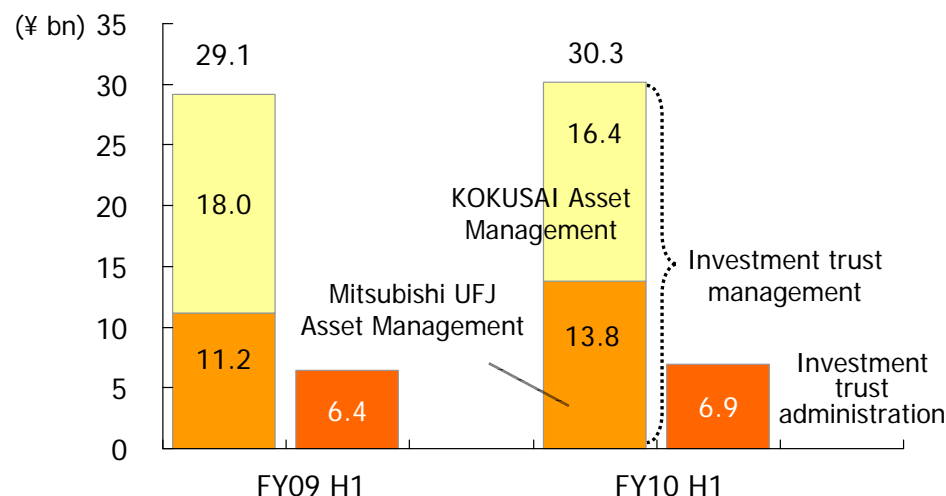 (¥ bn)
35
30
25
20
15
10
5
0
29.1
18.0
11.2
6.4
30.3
16.4
KOKUSAI Asset
Management
Mitsubishi UFJ
Asset Management
13.8
6.9
Investment trust
management
Investment
trust
administration
FY09 H1
FY10 H1